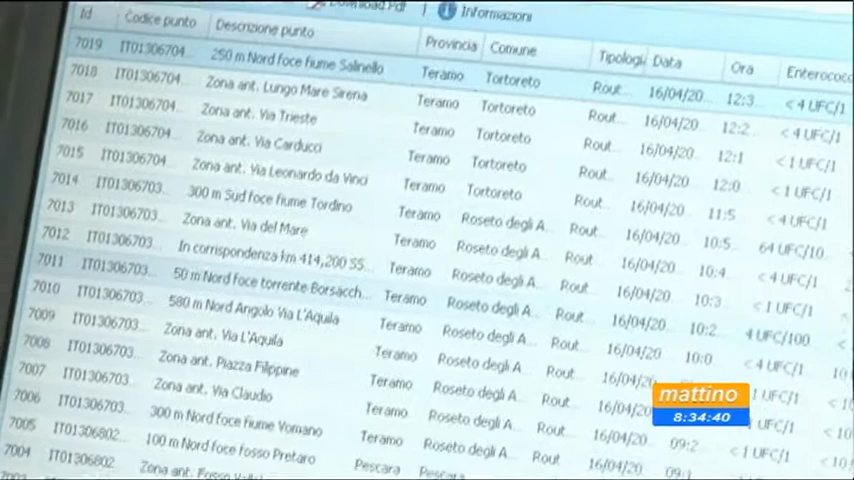 Download Pdf | Informazioni
Id Codice punto Descrizione punto Provincia Comune Tipologi Data Ora Enterococc
7019 IT01306704... 250 m Nord foce fiume Salinello Teramo Tortoreto Rout... 16/04/20... 12:3... < 4 UFC/1
7018 IT01306704... Zona ant. Lungo Mare Sirena Teramo Tortoreto Rout... 16/04/20... 12:2... < 4 UFC/1
7017 IT01306704... Zona ant. Via Trieste Teramo Tortoreto Rout... 16/04/20... 12:1 < 1 UFC/1
7016 IT01306704... Zona ant. Via Carducci Teramo Tortoreto Rout... 16/04/20... 12:0 < 1 UFC/1
7015 IT01306704... Zona ant. Via Leonardo da Vinci Teramo Tortoreto Rout... 16/04/20... 11:5 < 4 UFC/1
7014 IT01306703... 300 m Sud foce fiume Tordino Teramo Roseto degli A... Rout... 16/04/20... 10:5... 64 UFC/10
7013 IT01306703... Zona ant. Via del Mare Teramo Roseto degli A... Rout... 16/04/20... 10:4 < 4 UFC/1
7012 IT01306703... In corrispondenza km 414,200 SS... Teramo Roseto degli A... Rout... 16/04/20... 10:3 < 1 UFC/1
7011 IT01306703... 50 m Nord foce torrente Borsacch... Teramo Roseto degli A... Rout... 16/04/20... 10:2 4 UFC/100
7010 IT01306703... 580 m Nord Angolo Via L'Aquila Teramo Roseto degli A... Rout... 16/04/20... 10:0 < 4 UFC/1
7009 IT01306703... Zona ant. Via L'Aquila Teramo Roseto degli A... Rout... 16/04/20 1 UFC/1
7008 IT01306703... Zona ant. Piazza Filippine Teramo Roseto degli A... Rout... 16/04/20 < 1 UFC/1
7007 IT01306703... Zona ant. Via Claudio Teramo Roseto degli A... Rout... 16/04/20... 09:2 < 1 UFC/1
7006 IT01306703... 300 m Nord foce fiume Vomano Teramo Roseto degli A... Rout 16/04/20... 09:1
7005 IT01306802... 100 m Nord foce fosso Pretaro Pescara Pescara
7004 IT01306802 Zona ant. Fosso
mattino
8:34:40